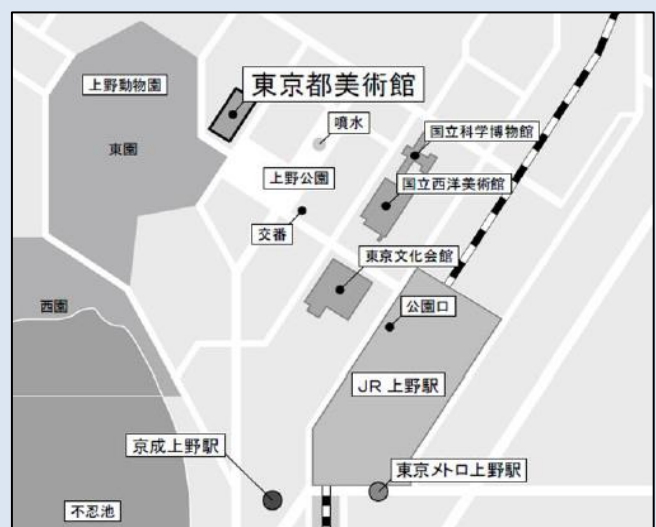 上野動物園
東京都美術館
噴水
国立科学博物館
東園
上野公園
国立西洋美術館
交番
東京文化会館
西園
公園口
JR 上野駅
京成上野駅
東京メトロ上野駅
不忍池